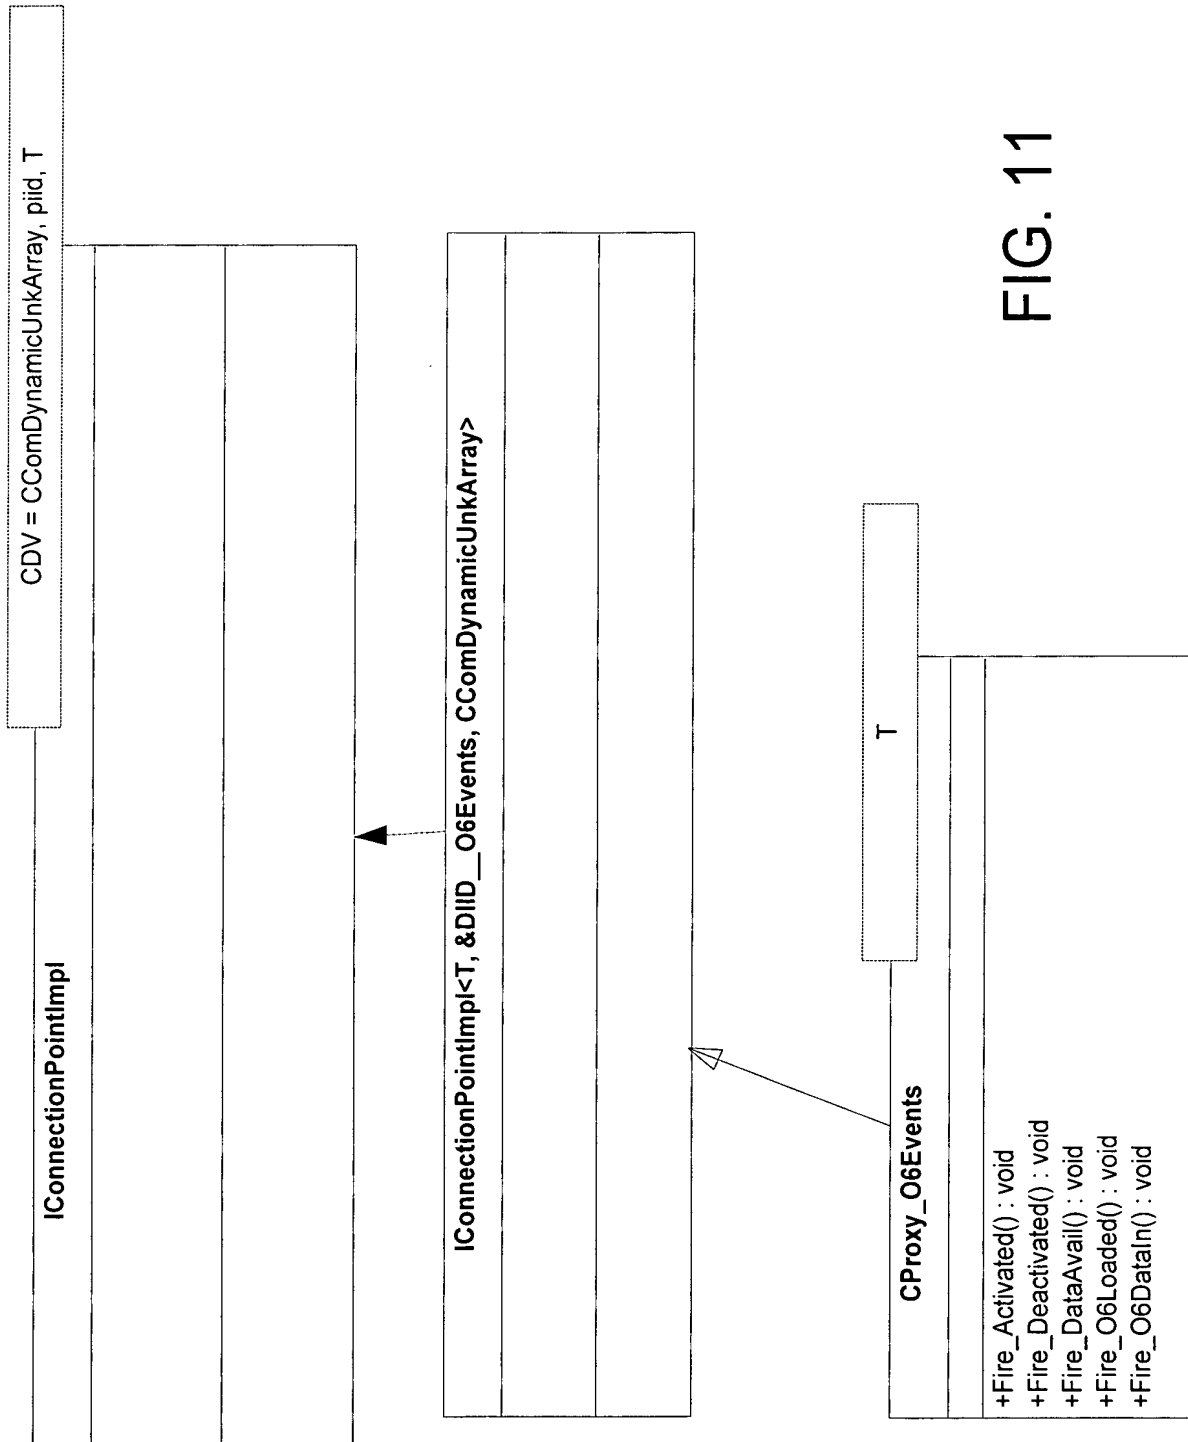 CDV = CComDynamicUnkArray, piid, T
IConnectionPointImpl
IConnectionPointImpl<T, &DIID__O6Events, CComDynamicUnkArray>
T
CProxy_O6Events
+Fire_Activated() : void
+Fire_Deactivated() : void
+Fire_DataAvail() : void
+Fire_O6Loaded() : void
+Fire_O6DataIn() : void
FIG. 11